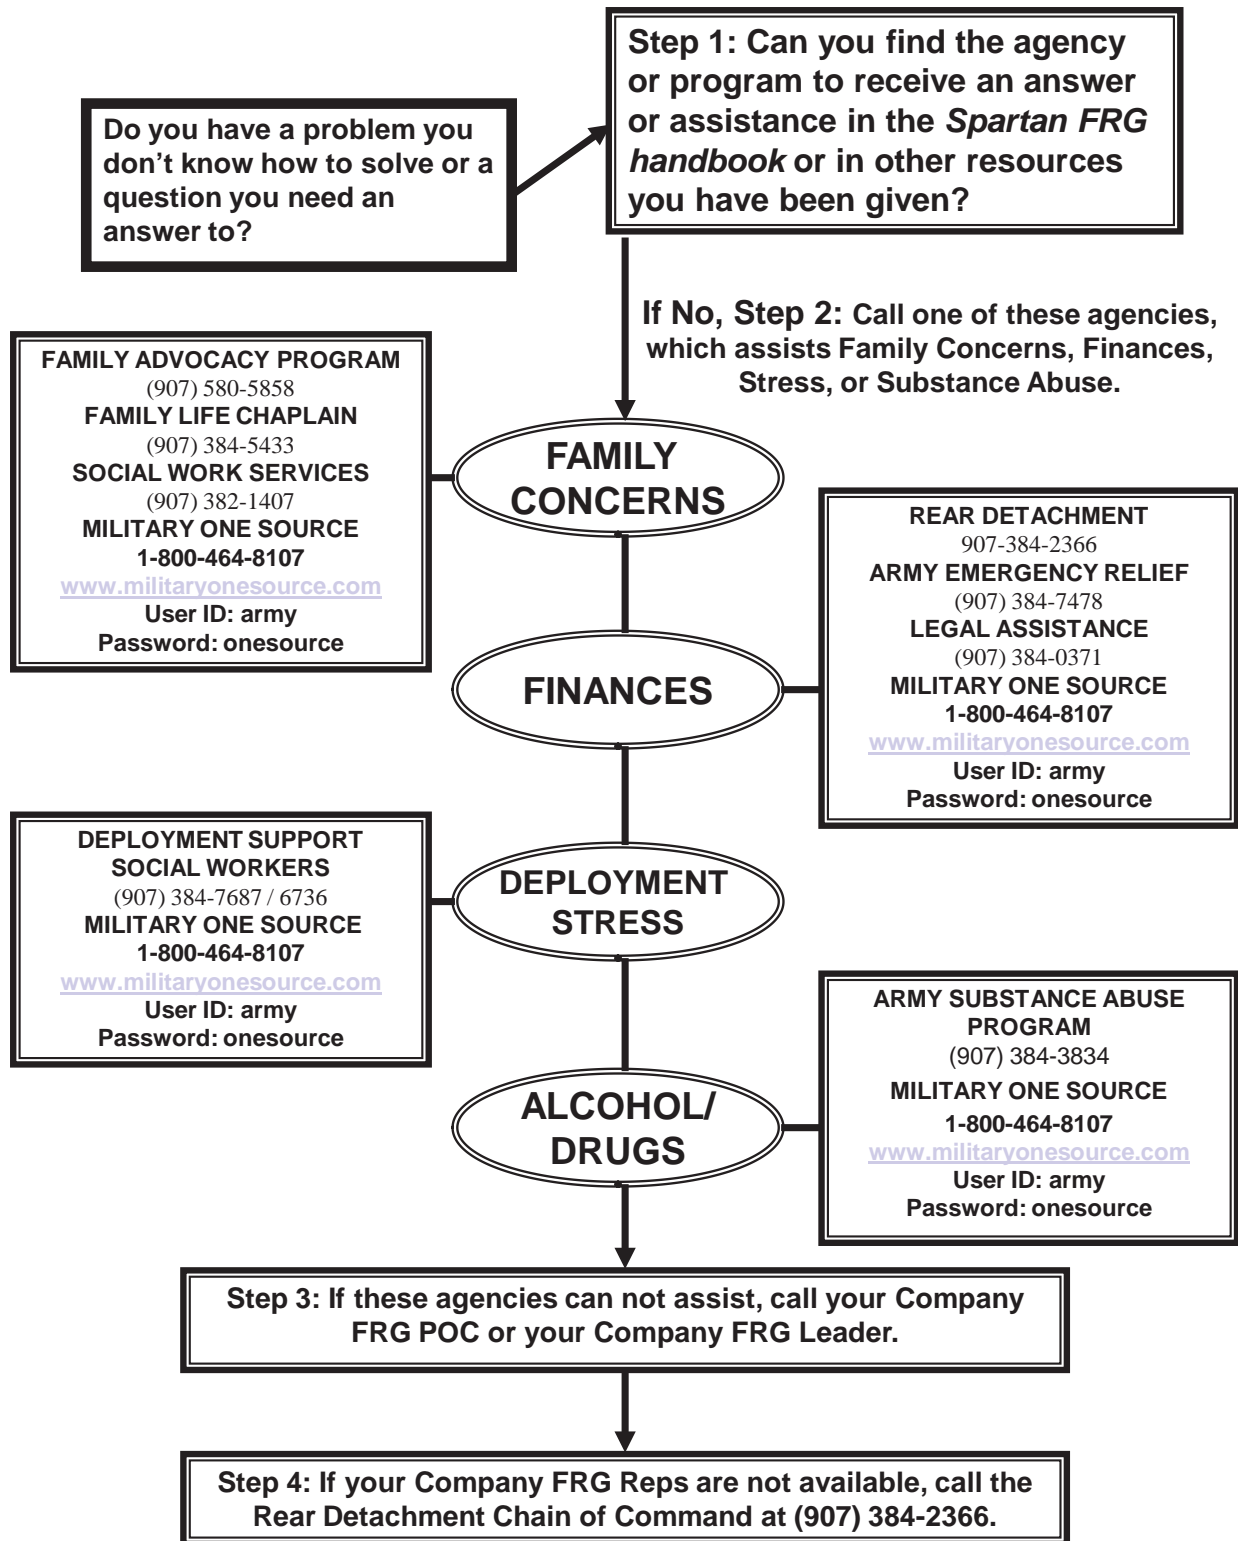 Do you have a problem you
don't know how to solve or a
question you need an
answer to?
Step 1: Can you find the agency
or program to receive an answer
or assistance in the Spartan FRG
handbook or in other resources
you have been given?
If No, Step 2: Call one of these agencies,
which assists Family Concerns, Finances,
Stress, or Substance Abuse.
FAMILY ADVOCACY PROGRAM
(907) 580-5858
FAMILY LIFE CHAPLAIN
(907) 384-5433
SOCIAL WORK SERVICES
(907) 382-1407
MILITARY ONE SOURCE
1-800-464-8107
www.militaryonesource.com
User ID: army
Password: onesource
FAMILY
CONCERNS
REAR DETACHMENT
907-384-2366
ARMY EMERGENCY RELIEF
(907) 384-7478
LEGAL ASSISTANCE
(907) 384-0371
MILITARY ONE SOURCE
1-800-464-8107
www.militaryonesource.com
User ID: army
Password: onesource
FINANCES
DEPLOYMENT SUPPORT
SOCIAL WORKERS
(907) 384-7687 / 6736
MILITARY ONE SOURCE
1-800-464-8107
www.militaryonesource.com
User ID: army
Password: onesource
DEPLOYMENT
STRESS
ARMY SUBSTANCE ABUSE
PROGRAM
(907) 384-3834
MILITARY ONE SOURCE
1-800-464-8107
www.militaryonesource.com
User ID: army
Password: onesource
ALCOHOL/
DRUGS
Step 3: If these agencies can not assist, call your Company
FRG POC or your Company FRG Leader.
Step 4: If your Company FRG Reps are not available, call the
Rear Detachment Chain of Command at (907) 384-2366.